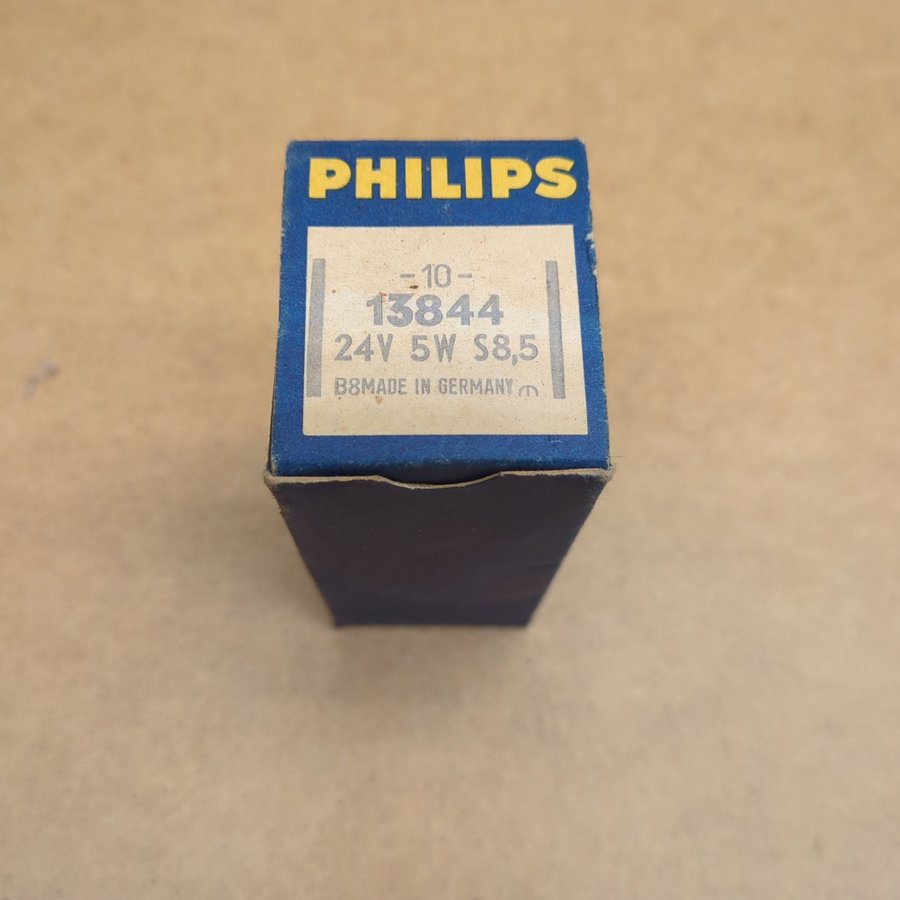 PHILIPS
-10-
13844
24V 5W S8,5
B8MADE IN GERMANY